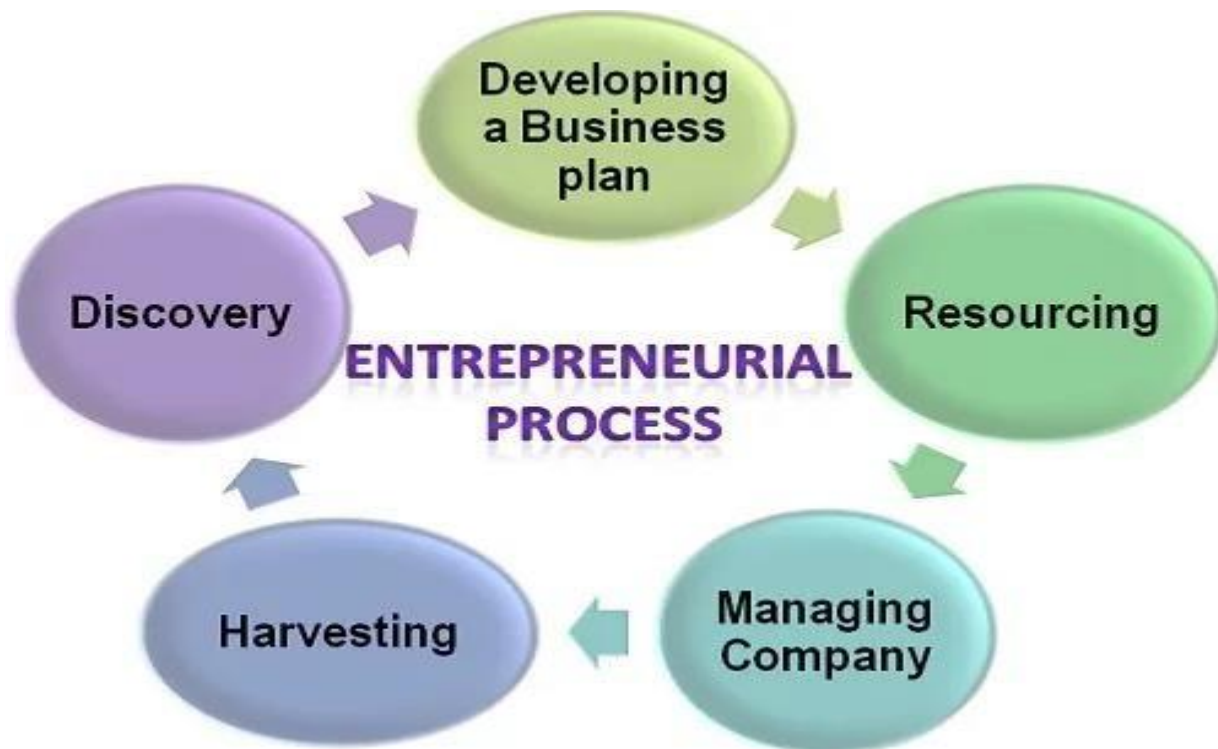 Developing
a Business
plan
Discovery
Resourcing
ENTREPRENEURIAL
PROCESS
Harvesting
Managing
Company